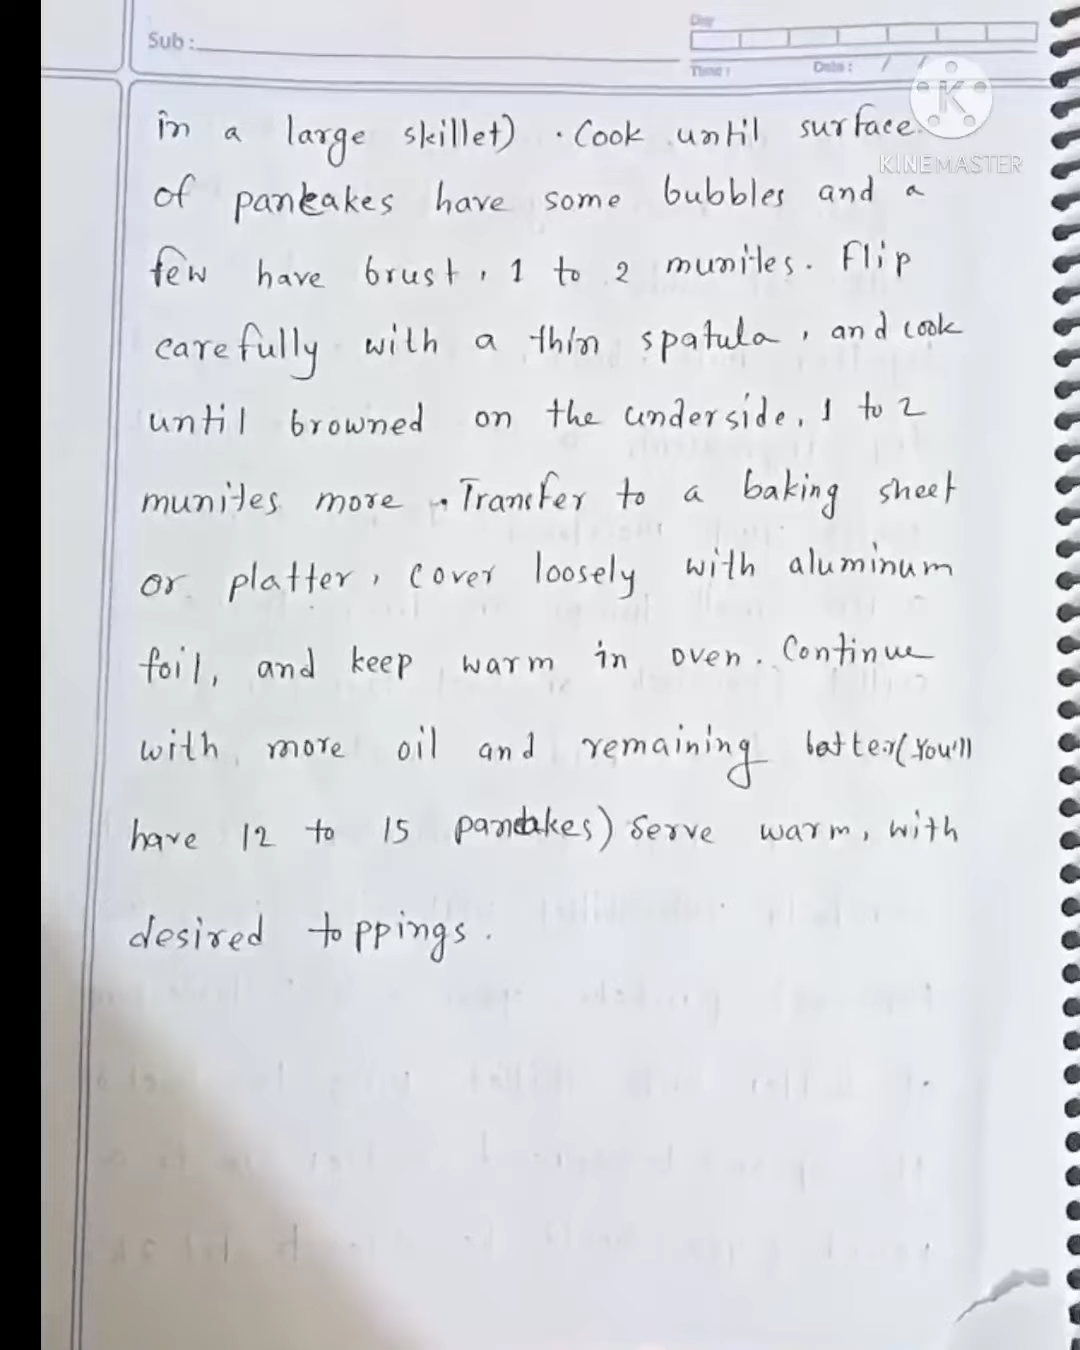 Sub:
Day
Time:
Date: / /
KINEMASTER
in a large skillet). Cook until surface
of pancakes have some bubbles and a
few have brust, 1 to 2 munites. Flip
carefully with a thin spatula, and cook
until browned on the underside, 1 to 2
munites more. Transfer to a baking sheet
or platter, cover loosely with aluminum
foil, and keep warm in oven. Continue
with more oil and remaining batter(You'll
have 12 to 15 pancakes) Serve warm, with
desired toppings.